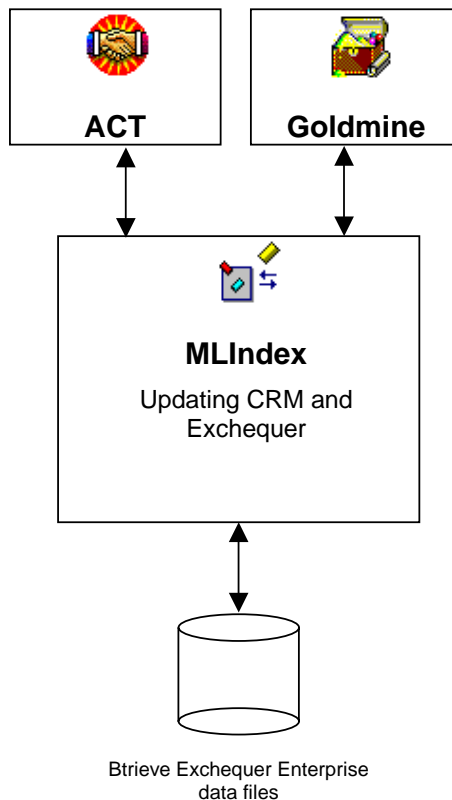 ACT
Goldmine
MLIndex
Updating CRM and
Exchequer
Btrieve Exchequer Enterprise
data files